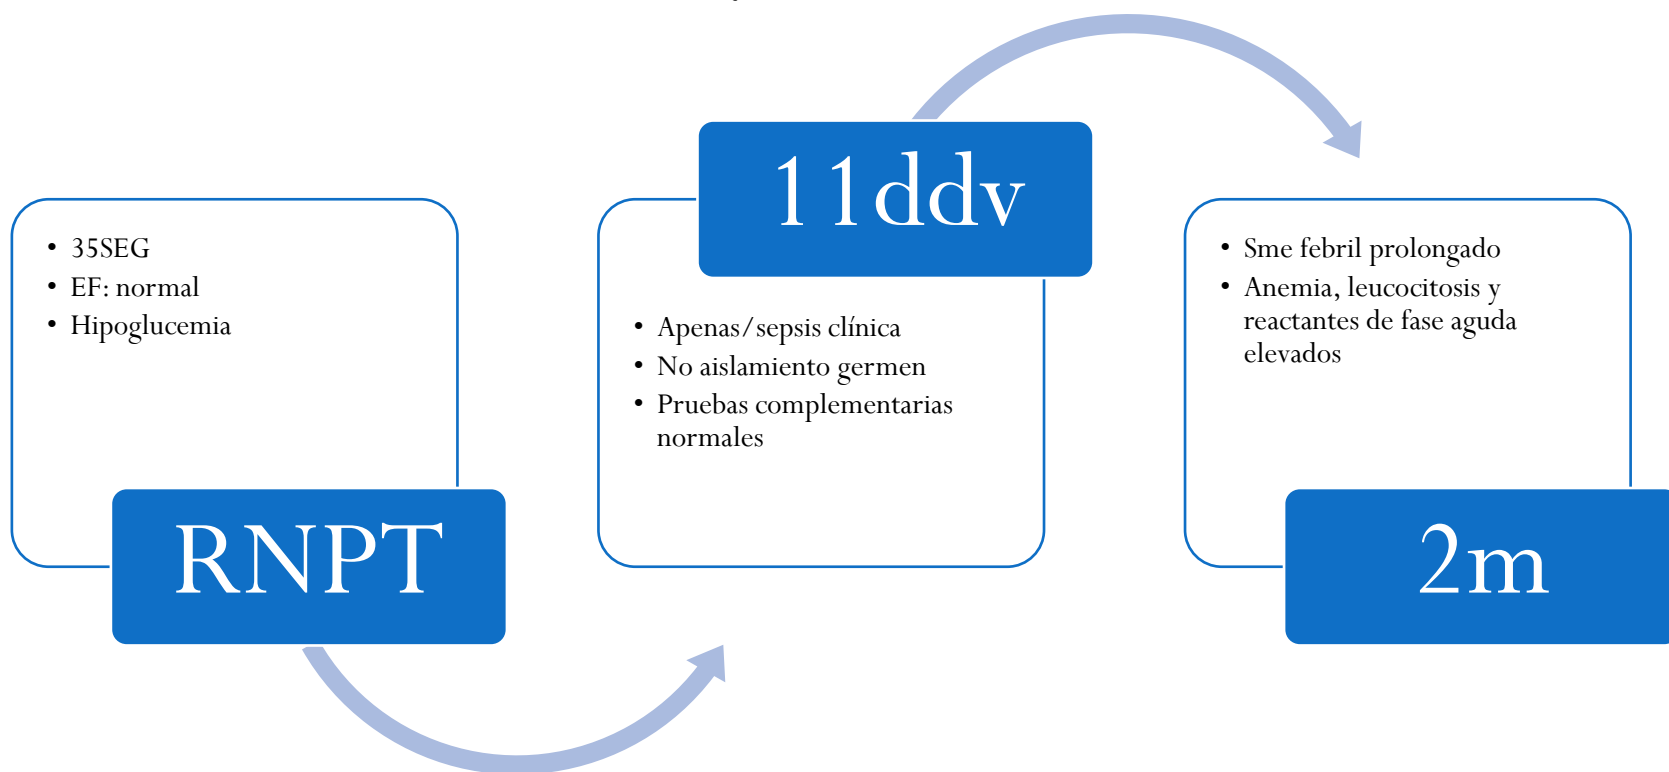 • 35SEG
• EF: normal
• Hipoglucemia
RNPT
11ddv
• Apenas/sepsis clínica
• No aislamiento germen
• Pruebas complementarias
normales
• Sme febril prolongado
• Anemia, leucocitosis y
reactantes de fase aguda
elevados
2m